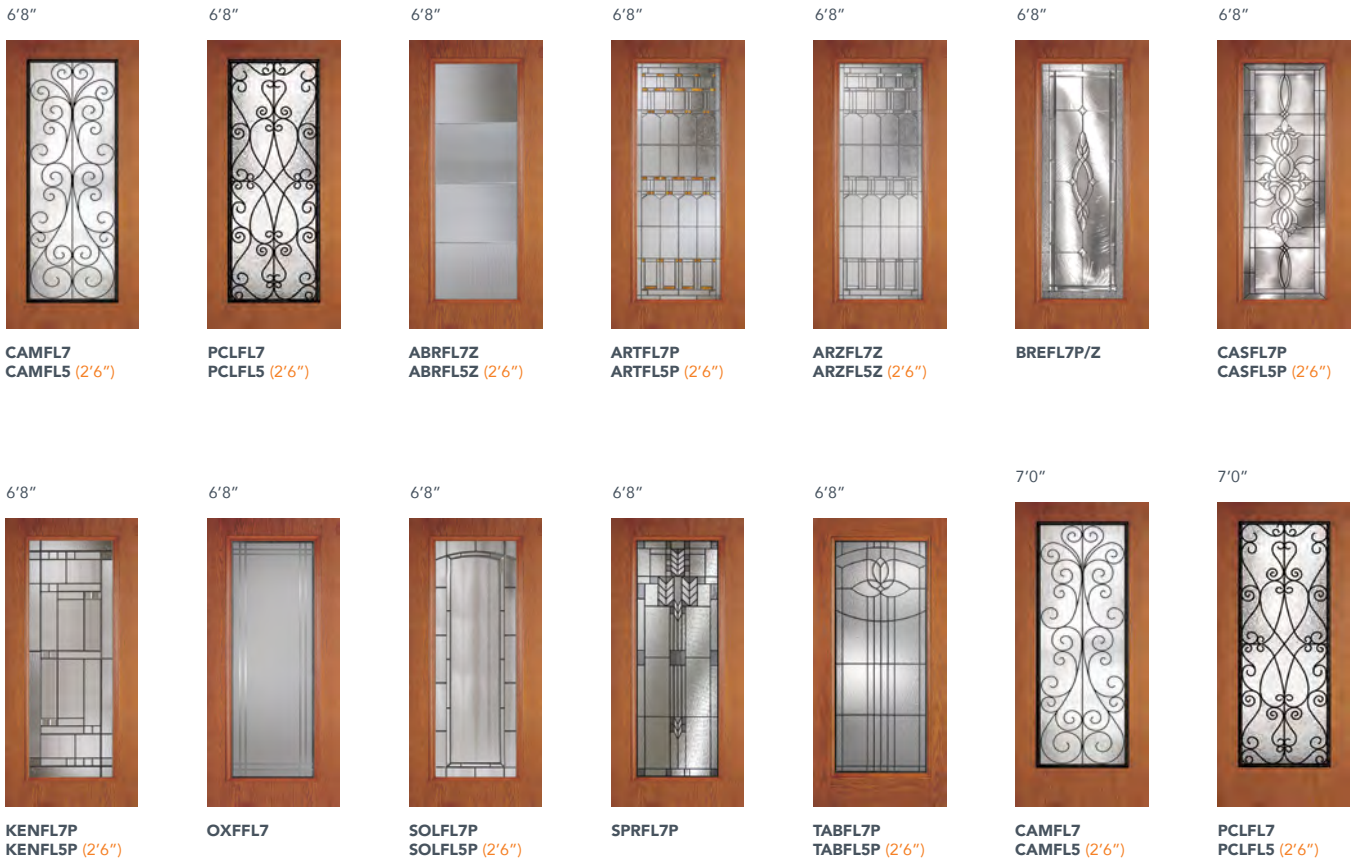 6’8”
6’8”
6’8”
6’8”
6’8”
6’8”
6’8”
CAMFL7
CAMFL5 (2’6”)
PCLFL7
PCLFL5 (2’6”)
ABRFL7Z
ABRFL5Z (2’6”)
ARTFL7P
ARTFL5P (2’6”)
ARZFL7Z
ARZFL5Z (2’6”)
BREFL7P/Z
CASFL7P
CASFL5P (2’6”)
6’8”
6’8”
6’8”
6’8”
6’8”
7’0”
7’0”
KENFL7P
KENFL5P (2’6”)
OXFFL7
SOLFL7P
SOLFL5P (2’6”)
SPRFL7P
TABFL7P
TABFL5P (2’6”)
CAMFL7
CAMFL5 (2’6”)
PCLFL7
PCLFL5 (2’6”)